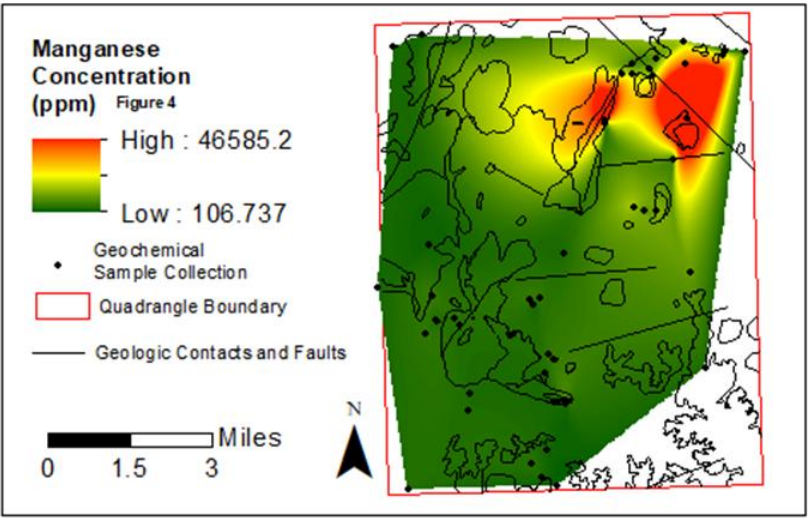 Manganese
Concentration
(ppm) Figure 4
High : 46585.2
Low : 106.737
Geochemical
Sample Collection
Quadrangle Boundary
Geologic Contacts and Faults
N
Miles
0 1.5 3